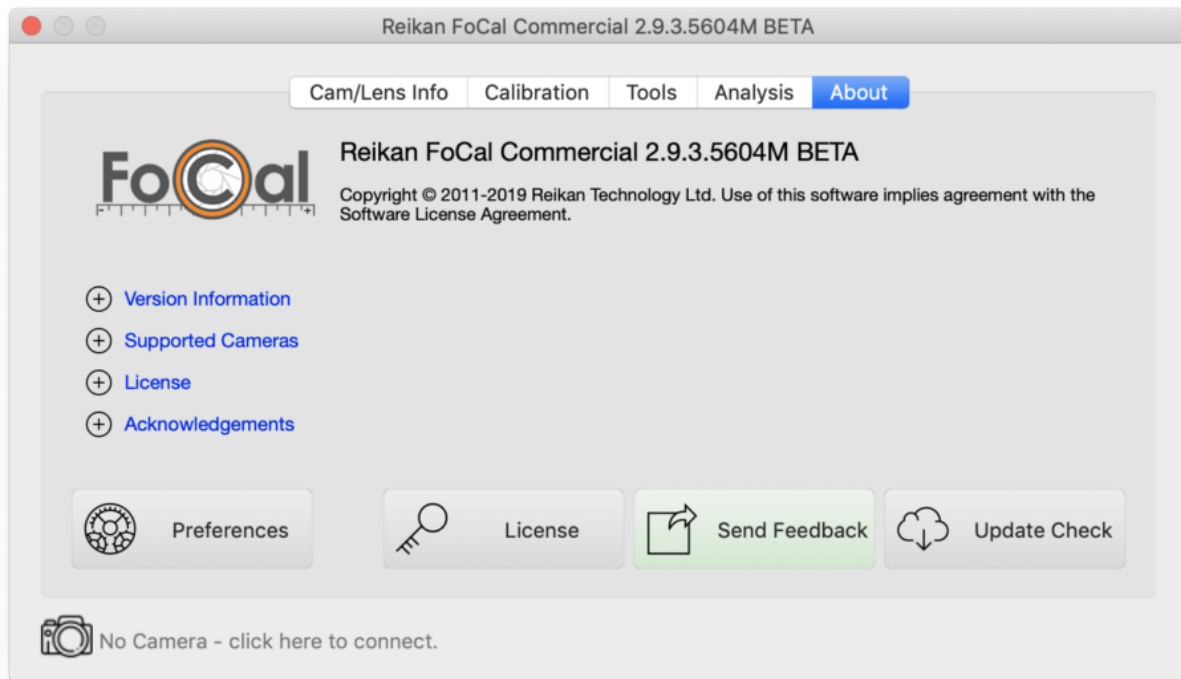 Reikan FoCal Commercial 2.9.3.5604M BETA
Cam/Lens Info
Calibration
Tools
Analysis
About
FoCal
Reikan FoCal Commercial 2.9.3.5604M BETA
Copyright © 2011-2019 Reikan Technology Ltd. Use of this software implies agreement with the
Software License Agreement.
Version Information
Supported Cameras
License
Acknowledgements
Preferences
License
Send Feedback
Update Check
No Camera - click here to connect.